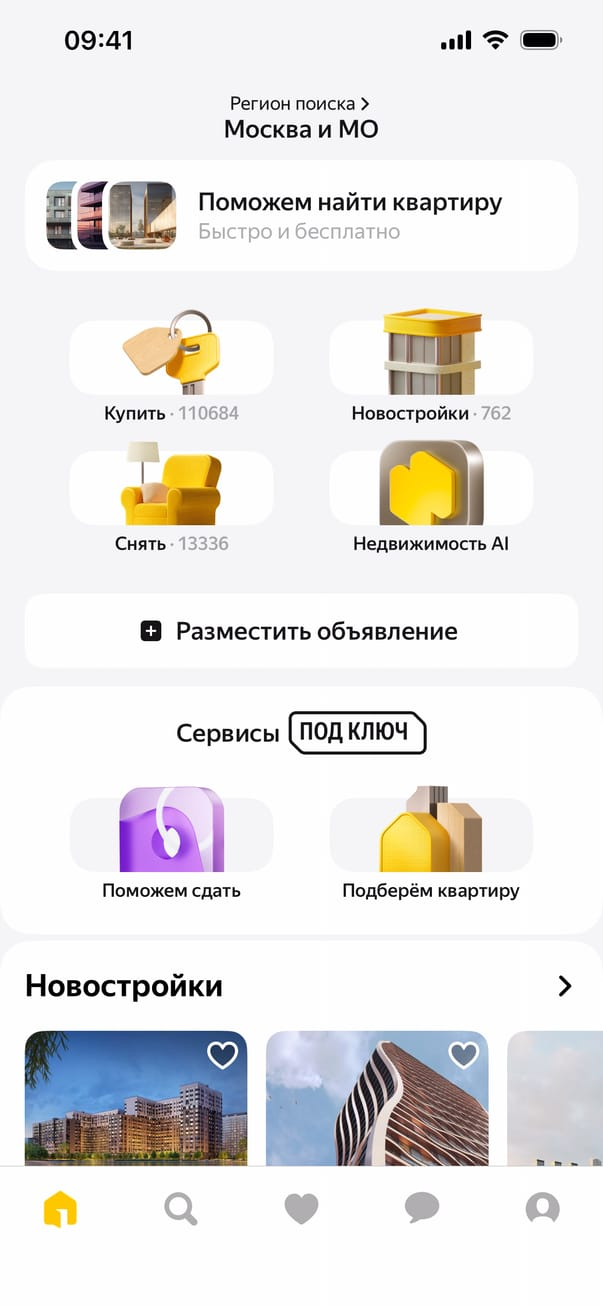 09:41
Регион поиска
Москва и МО
Поможем найти квартиру
Быстро и бесплатно
Купить · 110684
Новостройки · 762
Снять · 13336
Недвижимость AI
Разместить объявление
Сервисы ПОД КЛЮЧ
Поможем сдать
Подберём квартиру
Новостройки